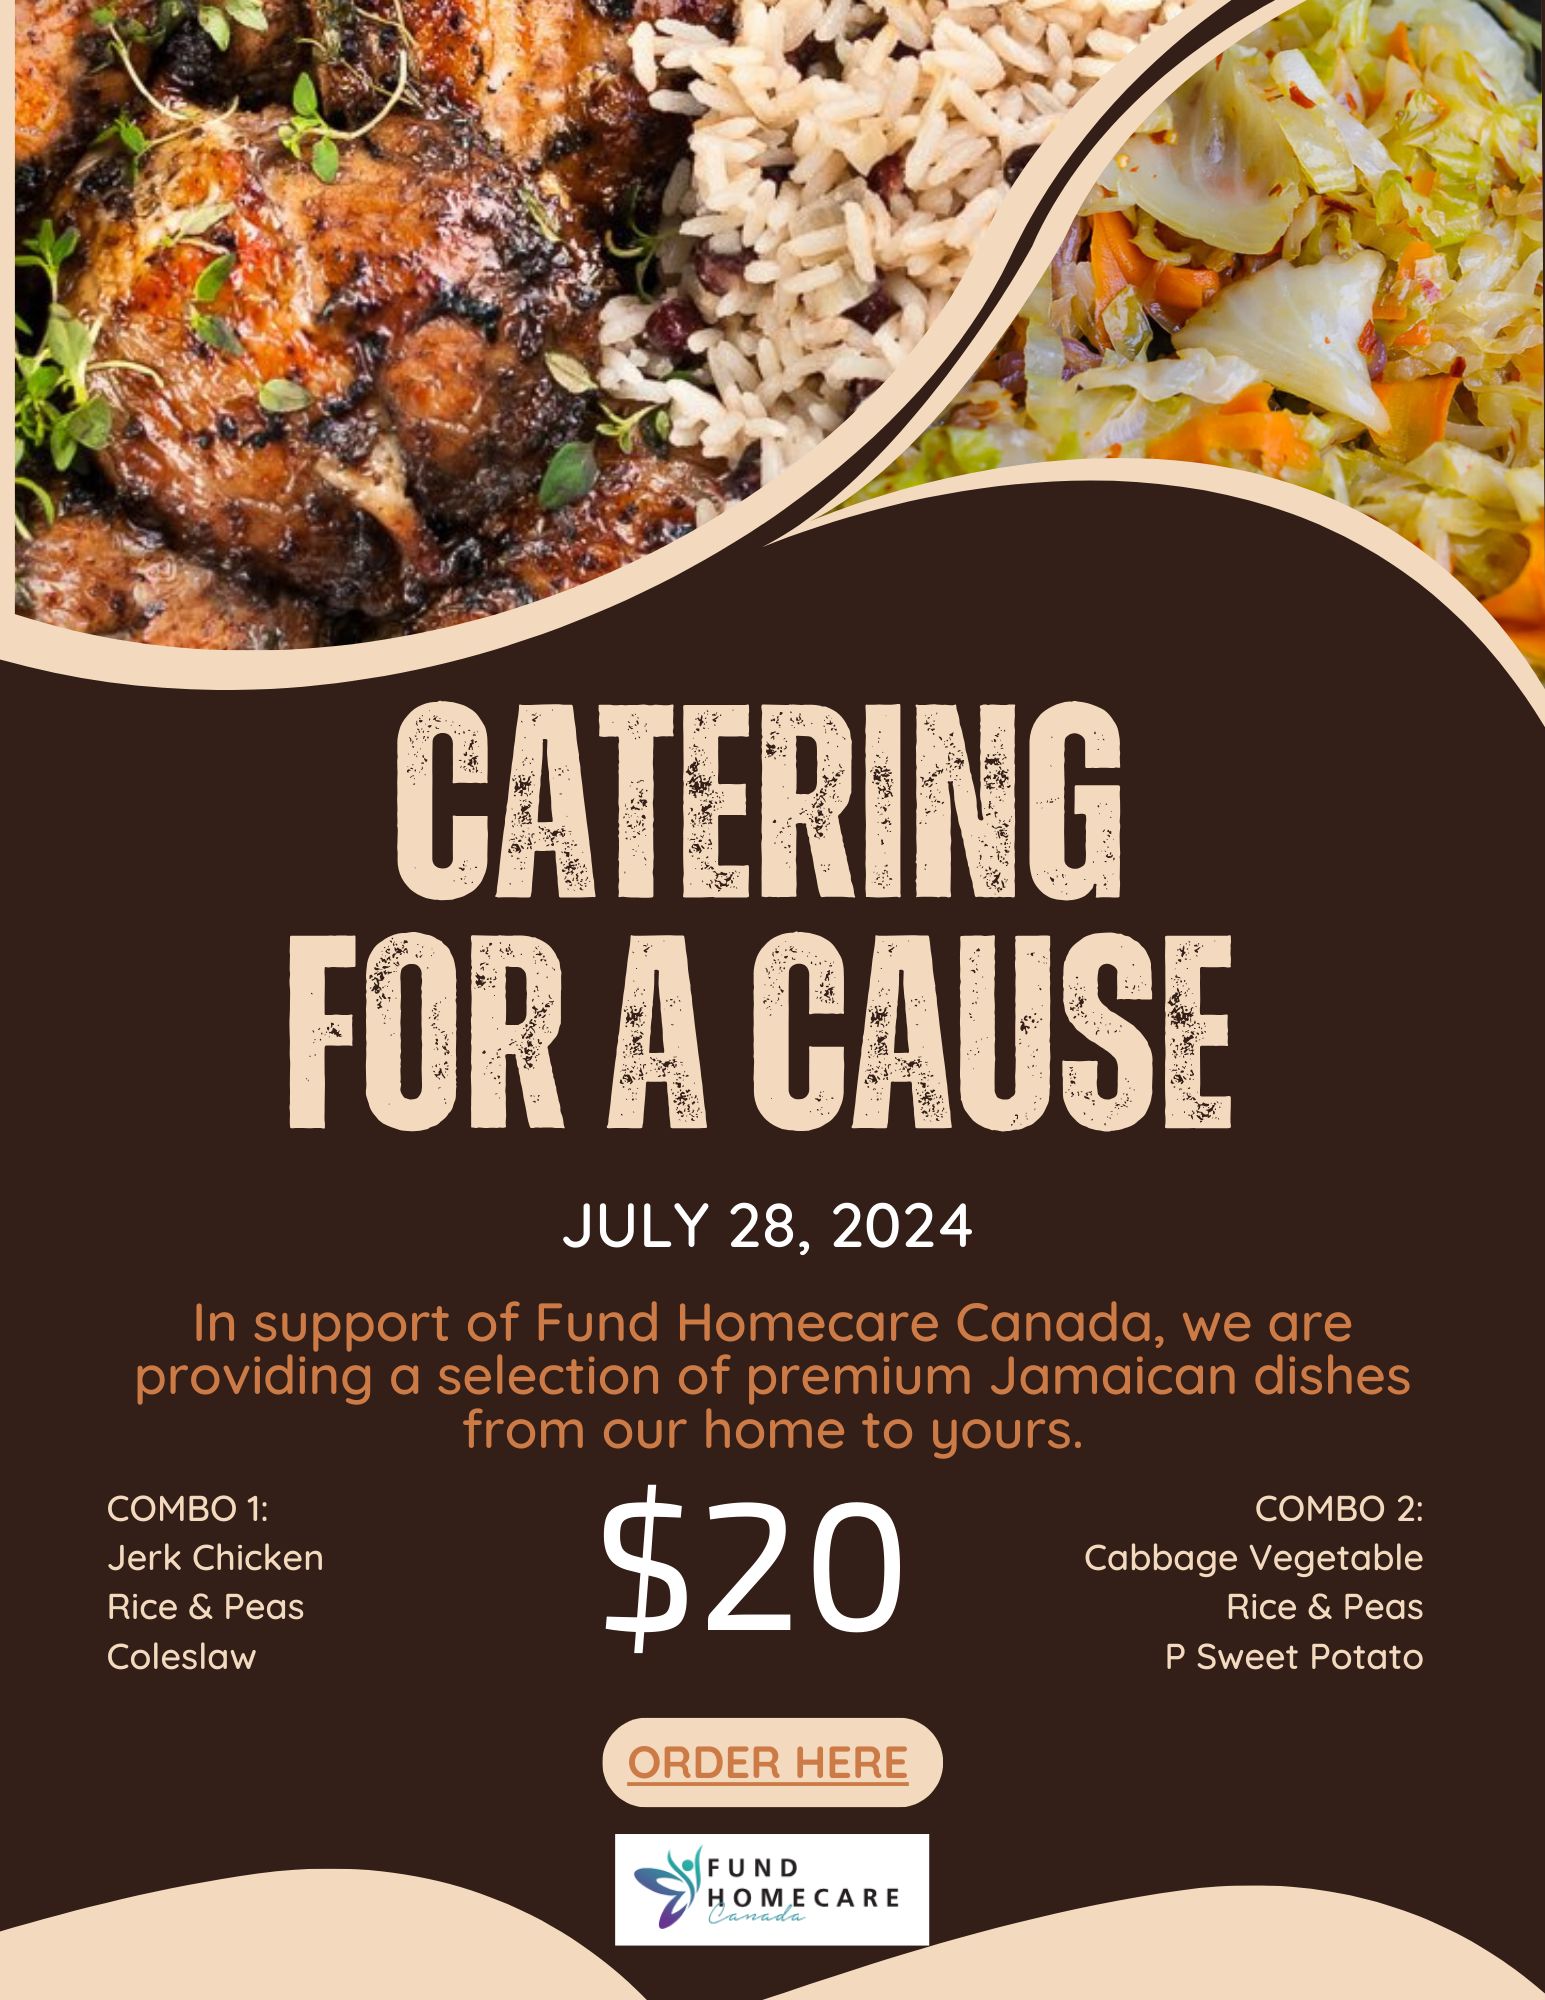 CATERING
FOR A CAUSE
JULY 28, 2024
In support of Fund Homecare Canada, we are
providing a selection of premium Jamaican dishes
from our home to yours.
COMBO 1:
Jerk Chicken
Rice & Peas
Coleslaw
$20
COMBO 2:
Cabbage Vegetable
Rice & Peas
P Sweet Potato
ORDER HERE
FUND
HOMECARE
Canada